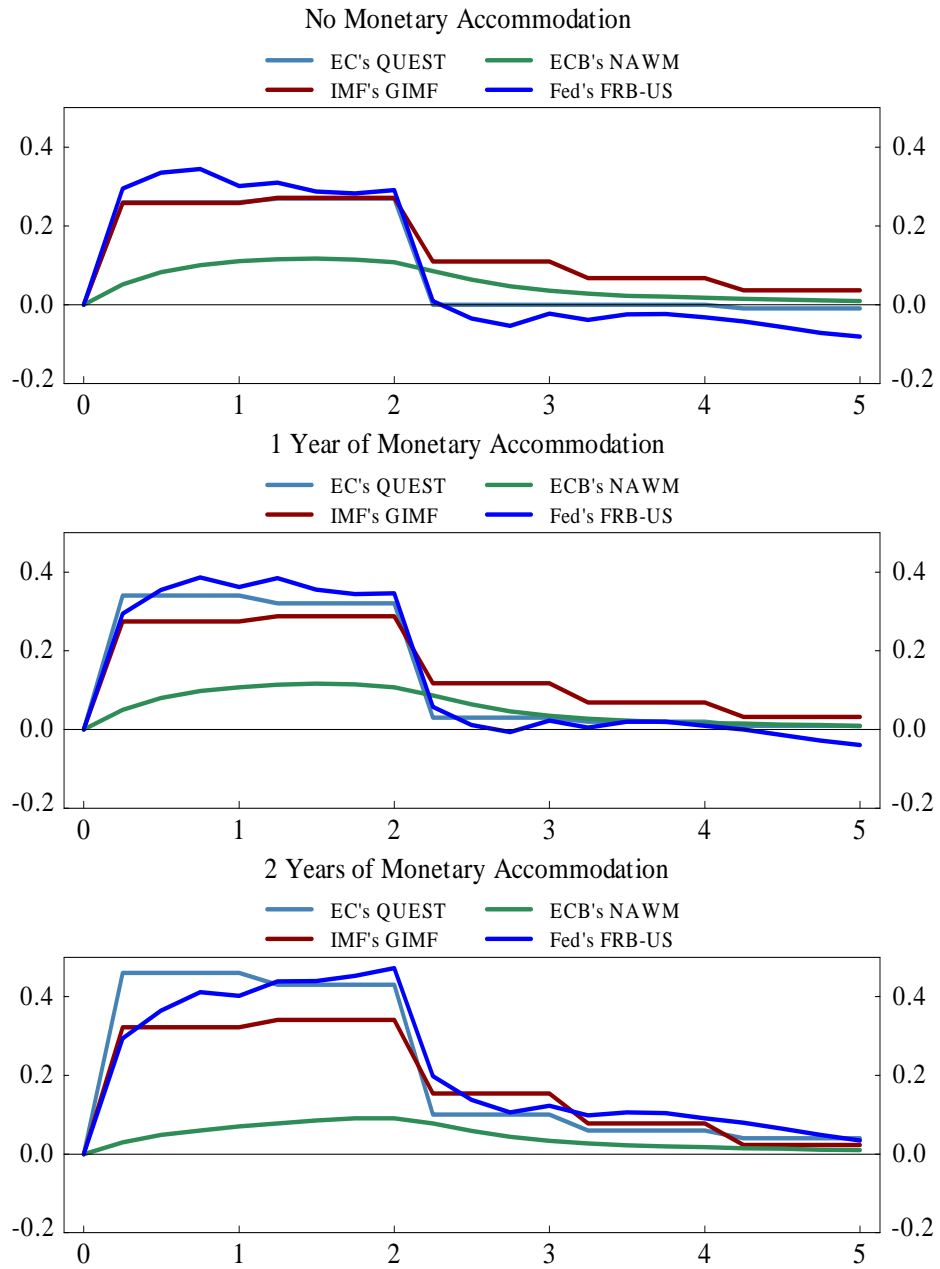 No Monetary Accommodation
EC's QUEST ECB's NAWM
IMF's GIMF Fed's FRB-US
0.4 0.4
0.2 0.2
0.0 0.0
-0.2 -0.2
0 1 2 3 4 5
1 Year of Monetary Accommodation
EC's QUEST ECB's NAWM
IMF's GIMF Fed's FRB-US
0.4 0.4
0.2 0.2
0.0 0.0
-0.2 -0.2
0 1 2 3 4 5
2 Years of Monetary Accommodation
EC's QUEST ECB's NAWM
IMF's GIMF Fed's FRB-US
0.4 0.4
0.2 0.2
0.0 0.0
-0.2 -0.2
0 1 2 3 4 5